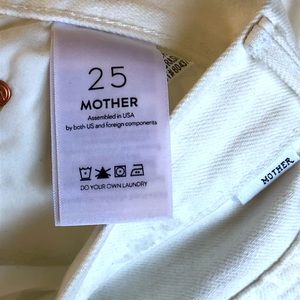 25
MOTHER
Assembled in USA
by both US and foreign components
DO YOUR OWN LAUNDRY
MOTHER